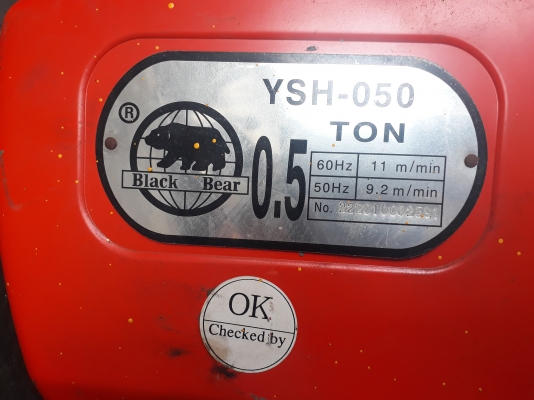 YSH-050
®
TON
Black Bear
0.5
60Hz 11 m/min
50Hz 9.2 m/min
No.
OK
Checked by